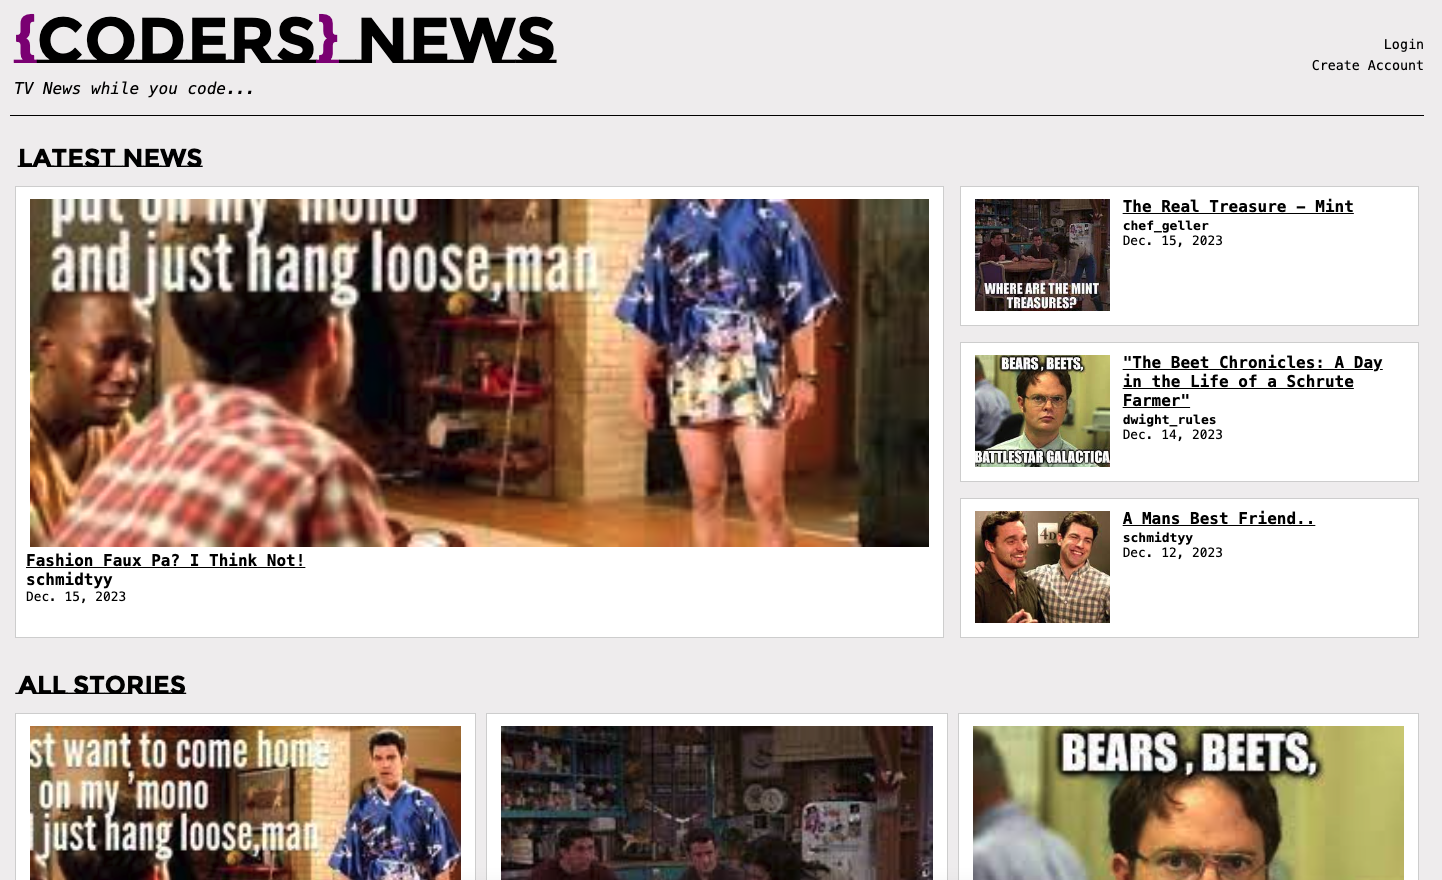 {CODERS} NEWS
Login
Create Account
TV News while you code...
LATEST NEWS
put on my 'mono
and just hang loose,man
Fashion Faux Pa? I Think Not!
schmidtyy
Dec. 15, 2023
WHERE ARE THE MINT
TREASURES?
The Real Treasure – Mint
chef_geller
Dec. 15, 2023
BEARS, BEETS,
BATTLESTAR GALACTICA
"The Beet Chronicles: A Day
in the Life of a Schrute
Farmer"
dwight_rules
Dec. 14, 2023
4D
A Mans Best Friend..
schmidtyy
Dec. 12, 2023
ALL STORIES
st want to come home
on my 'mono
just hang loose,man
BEARS, BEETS,